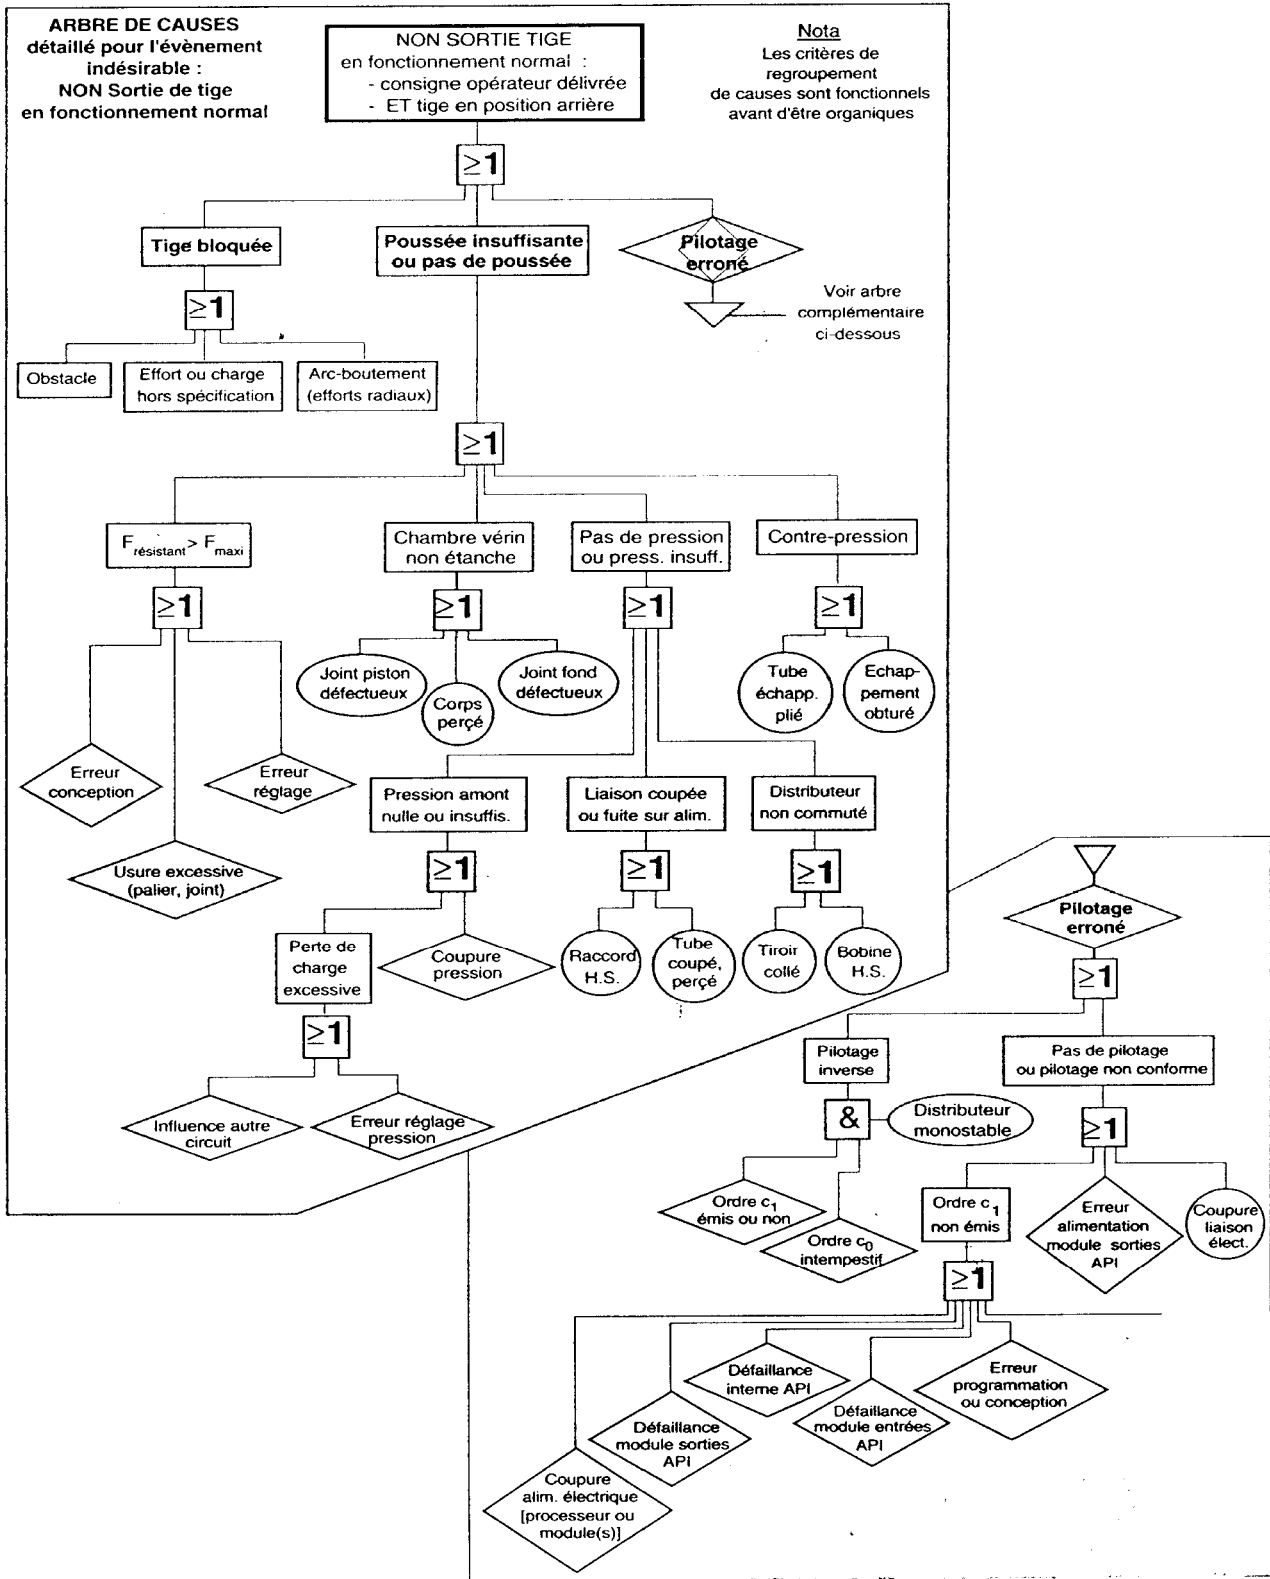 ARBRE DE CAUSES
détaillé pour l'évènement
indésirable :
NON Sortie de tige
en fonctionnement normal
NON SORTIE TIGE
en fonctionnement normal :
- consigne opérateur délivrée
- ET tige en position arrière
Nota
Les critères de
regroupement
de causes sont fonctionnels
avant d'être organiques
≥1
Tige bloquée
Poussée insuffisante
ou pas de poussée
Pilotage
erroné
Voir arbre
complémentaire
ci-dessous
≥1
Obstacle
Effort ou charge
hors spécification
Arc-boutement
(efforts radiaux)
≥1
Frésistant > Fmaxi
Chambre vérin
non étanche
Pas de pression
ou press. insuff.
Contre-pression
≥1
≥1
≥1
≥1
Joint piston
défectueux
Corps
perçé
Joint fond
défectueux
Tube
échapp.
plié
Echap-
pement
obturé
Erreur
conception
Erreur
réglage
Usure excessive
(palier, joint)
Pression amont
nulle ou insuffis.
Liaison coupée
ou fuite sur alim.
Distributeur
non commuté
≥1
≥1
≥1
Perte de
charge
excessive
Coupure
pression
Raccord
H.S.
Tube
coupé,
perçé
Tiroir
collé
Bobine
H.S.
≥1
Influence autre
circuit
Erreur réglage
pression
Pilotage
erroné
≥1
Pilotage
inverse
Pas de pilotage
ou pilotage non conforme
&
Distributeur
monostable
≥1
Ordre c1
émis ou non
Ordre c0
intempestif
Ordre c1
non émis
Erreur
alimentation
module sorties
API
Coupure
liaison
élect.
≥1
Défaillance
interne API
Erreur
programmation
ou conception
Défaillance
module sorties
API
Défaillance
module entrées
API
Coupure
alim. électrique
[processeur ou
module(s)]